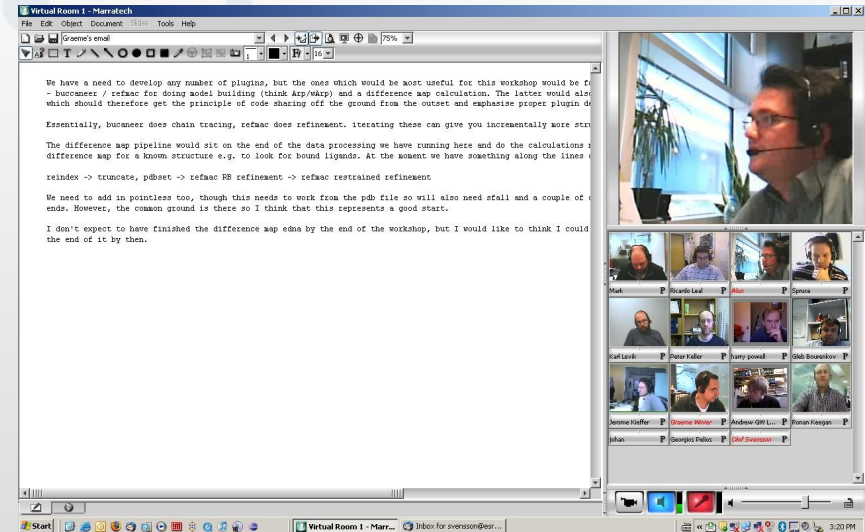 Virtual Room 1 - Marratech
File Edit Object Document Slides Tools Help
Graeme's email
75%
1
16
We have a need to develop any number of plugins, but the ones which would be most useful for this workshop would be
- buccaneer / refmac for doing model building (think Arp/wArp) and a difference map calculation. The latter would also
which should therefore get the principle of code sharing off the ground from the outset and emphasise proper plugin
Essentially, bucaneer does chain tracing, refmac does refinement. iterating these can give you incrementally more
The difference map pipeline would sit on the end of the data processing we have running here and do the calculations
difference map for a known structure e.g. to look for bound ligands. At the moment we have something along the lines
reindex -> truncate, pdbset -> refmac RB refinement -> refmac restrained refinement
We need to add in pointless too, though this needs to work from the pdb file so will also need sfall and a couple of
ends. However, the common ground is there so I think that this represents a good start.
I don't expect to have finished the difference map edna by the end of the workshop, but I would like to think I could
the end of it by then.
Mark P Ricardo Leal P Alun P Spruce P
Karl Levik P Peter Keller P harry powell P Gleb Bourenkov P
Jerome Kieffer P Graeme Winter P Andrew GW L... P Ronan Keegan P
johan P Georgios Pelios P Olof Svensson P
Start
Virtual Room 1 - Marr...
Inbox for svensson@esr...
3:20 PM